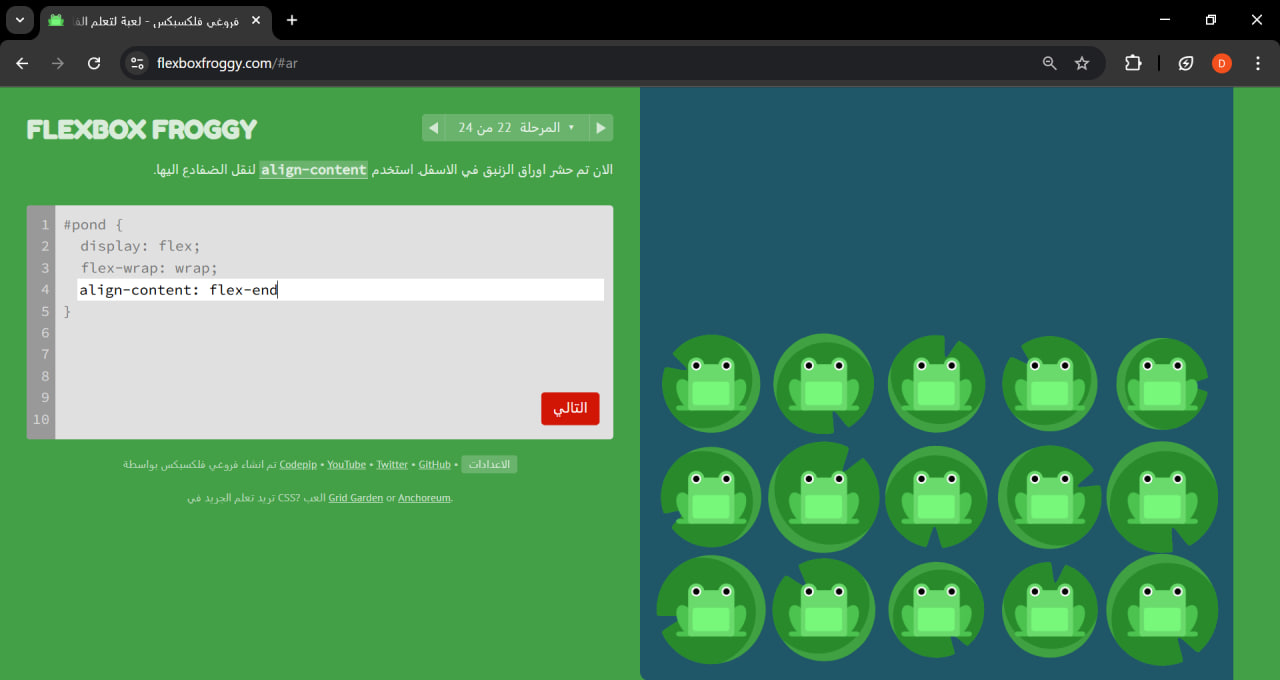 فروغي فلكسبكس - لعبة لتعلم الف
flexboxfroggy.com/#ar
D
FLEXBOX FROGGY
المرحلة 22 من 24
الان تم حشر اوراق الزنبق في الاسفل. استخدم align-content لنقل الضفادع اليها.
1 #pond {
2 display: flex;
3 flex-wrap: wrap;
4 align-content: flex-end
5 }
6
7
8
9
10
التالي
تم انشاء فروغي فلكسبكس بواسطة Codepip • YouTube • Twitter • GitHub • الاعدادات
تريد تعلم الجريد في CSS? العب Grid Garden or Anchoreum.